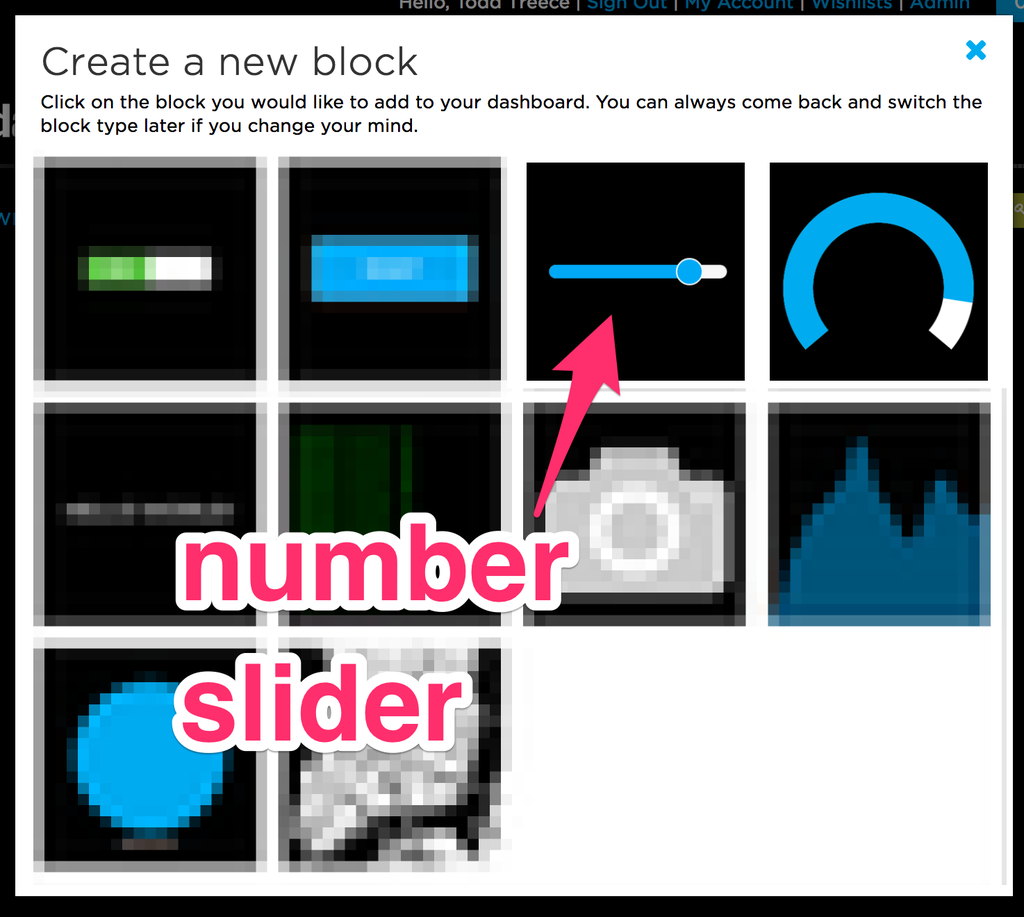 Hello, Todd Treece | Sign Out | My Account | Wishlists | Admin
Create a new block
Click on the block you would like to add to your dashboard. You can always come back and switch the
block type later if you change your mind.
number
slider